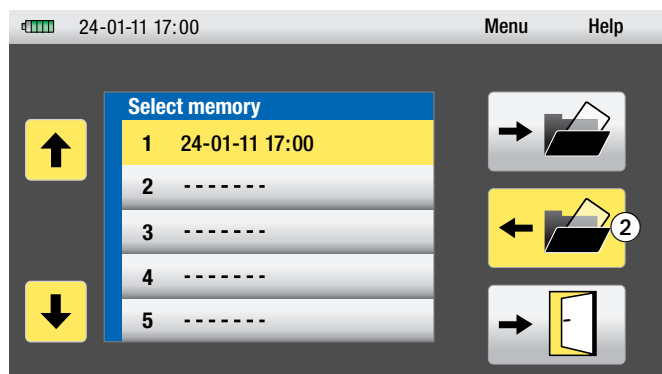 24-01-11 17:00 Menu Help
Select memory
1 24-01-11 17:00
2 - - - - - - -
3 - - - - - - -
4 - - - - - - -
5 - - - - - - -
2